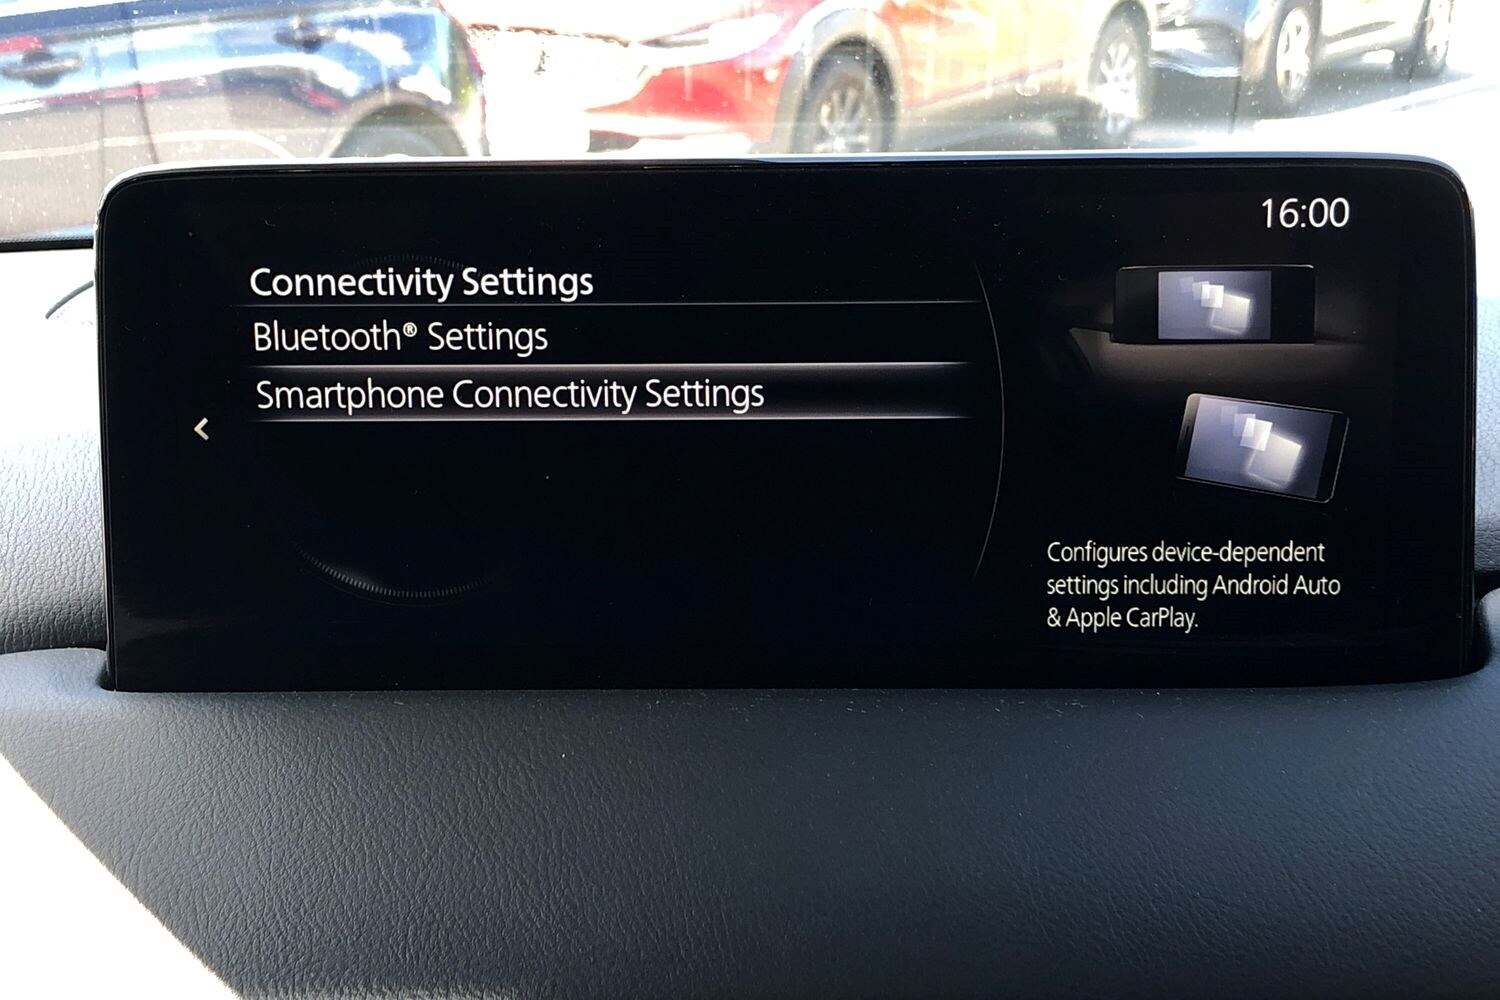 16:00
Connectivity Settings
Bluetooth® Settings
Smartphone Connectivity Settings
Configures device-dependent
settings including Android Auto
& Apple CarPlay.